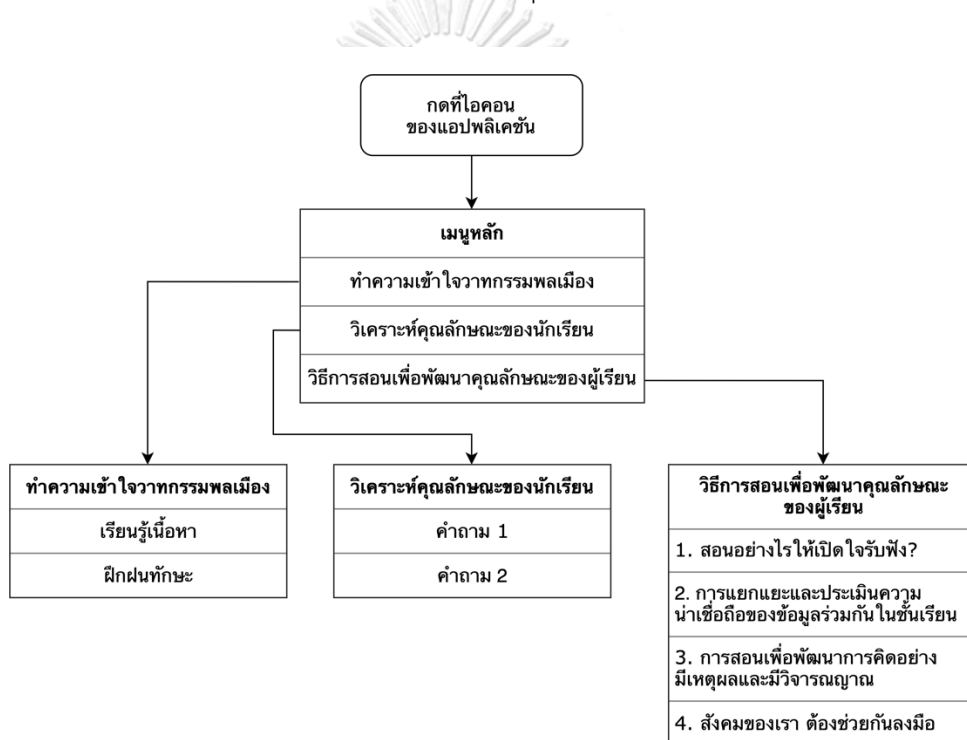 กดที่ไอคอน
ของแอปพลิเคชัน
เมนูหลัก
ทำความเข้าใจวาทกรรมพลเมือง
วิเคราะห์คุณลักษณะของนักเรียน
วิธีการสอนเพื่อพัฒนาคุณลักษณะของผู้เรียน
ทำความเข้าใจวาทกรรมพลเมือง
เรียนรู้เนื้อหา
ฝึกฝนทักษะ
วิเคราะห์คุณลักษณะของนักเรียน
คำถาม 1
คำถาม 2
วิธีการสอนเพื่อพัฒนาคุณลักษณะ
ของผู้เรียน
1. สอนอย่างไรให้เปิดใจรับฟัง?
2. การแยกแยะและประเมินความ
น่าเชื่อถือของข้อมูลร่วมกันในชั้นเรียน
3. การสอนเพื่อพัฒนาการคิดอย่าง
มีเหตุผลและมีวิจารณญาณ
4. สังคมของเรา ต้องช่วยกันลงมือ